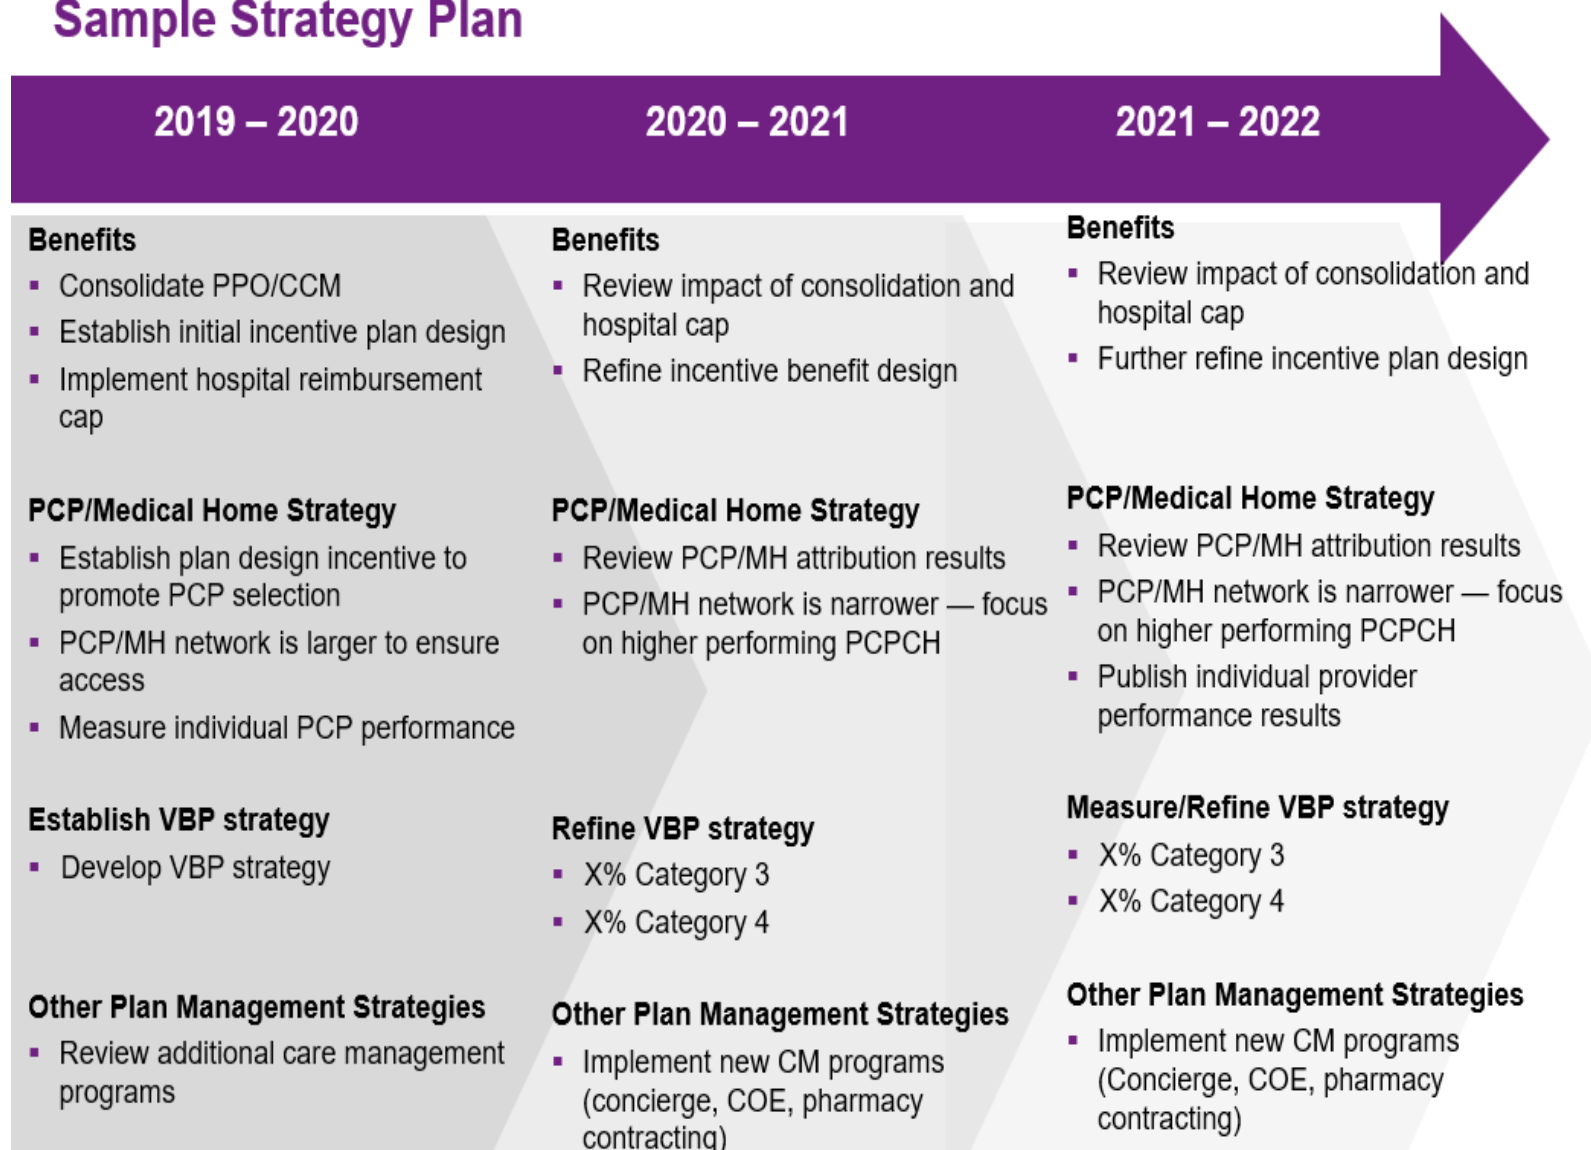 Sample Strategy Plan
2019 – 2020
2020 – 2021
2021 – 2022
Benefits
▪ Consolidate PPO/CCM
▪ Establish initial incentive plan design
▪ Implement hospital reimbursement
cap
PCP/Medical Home Strategy
▪ Establish plan design incentive to
promote PCP selection
▪ PCP/MH network is larger to ensure
access
▪ Measure individual PCP performance
Establish VBP strategy
▪ Develop VBP strategy
Other Plan Management Strategies
▪ Review additional care management
programs
Benefits
▪ Review impact of consolidation and
hospital cap
▪ Refine incentive benefit design
PCP/Medical Home Strategy
▪ Review PCP/MH attribution results
▪ PCP/MH network is narrower — focus
on higher performing PCPCH
Refine VBP strategy
▪ X% Category 3
▪ X% Category 4
Other Plan Management Strategies
▪ Implement new CM programs
(concierge, COE, pharmacy
contracting)
Benefits
▪ Review impact of consolidation and
hospital cap
▪ Further refine incentive plan design
PCP/Medical Home Strategy
▪ Review PCP/MH attribution results
▪ PCP/MH network is narrower — focus
on higher performing PCPCH
▪ Publish individual provider
performance results
Measure/Refine VBP strategy
▪ X% Category 3
▪ X% Category 4
Other Plan Management Strategies
▪ Implement new CM programs
(Concierge, COE, pharmacy
contracting)